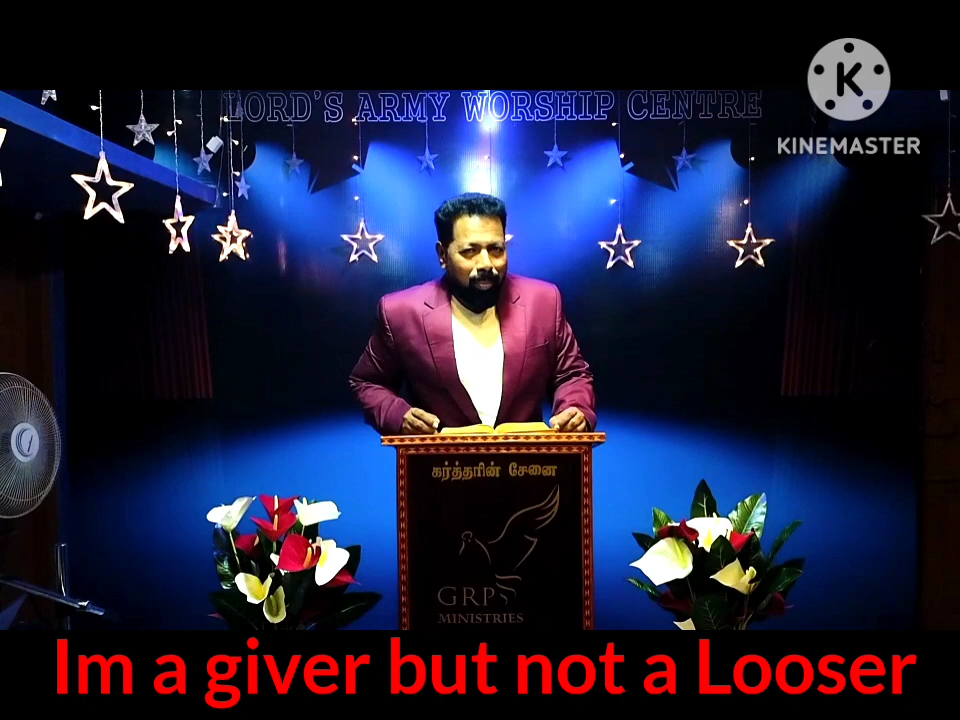 LORD'S ARMY WORSHIP CENTRE
K
KINEMASTER
கர்த்தரின் சேனை
GRPS
MINISTRIES
Im a giver but not a Looser